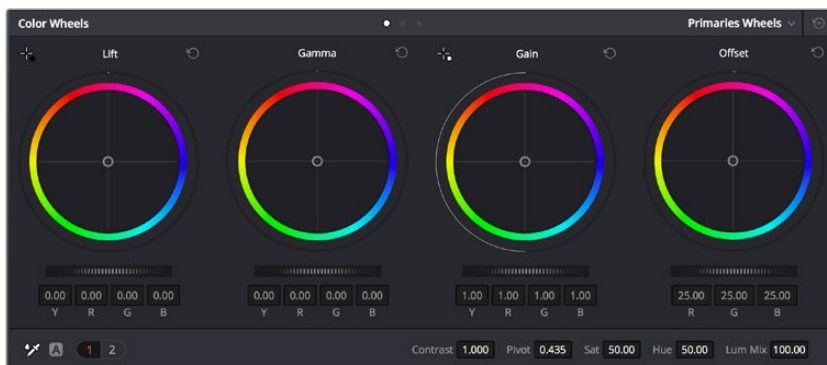 Color Wheels Primaries Wheels
Lift Gamma Gain Offset
0.00 0.00 0.00 0.00 0.00 0.00 0.00 0.00 1.00 1.00 1.00 1.00 25.00 25.00 25.00
Y R G B Y R G B Y R G B R G B
A 1 2 Contrast 1.000 Pivot 0.435 Sat 50.00 Hue 50.00 Lum Mix 100.00